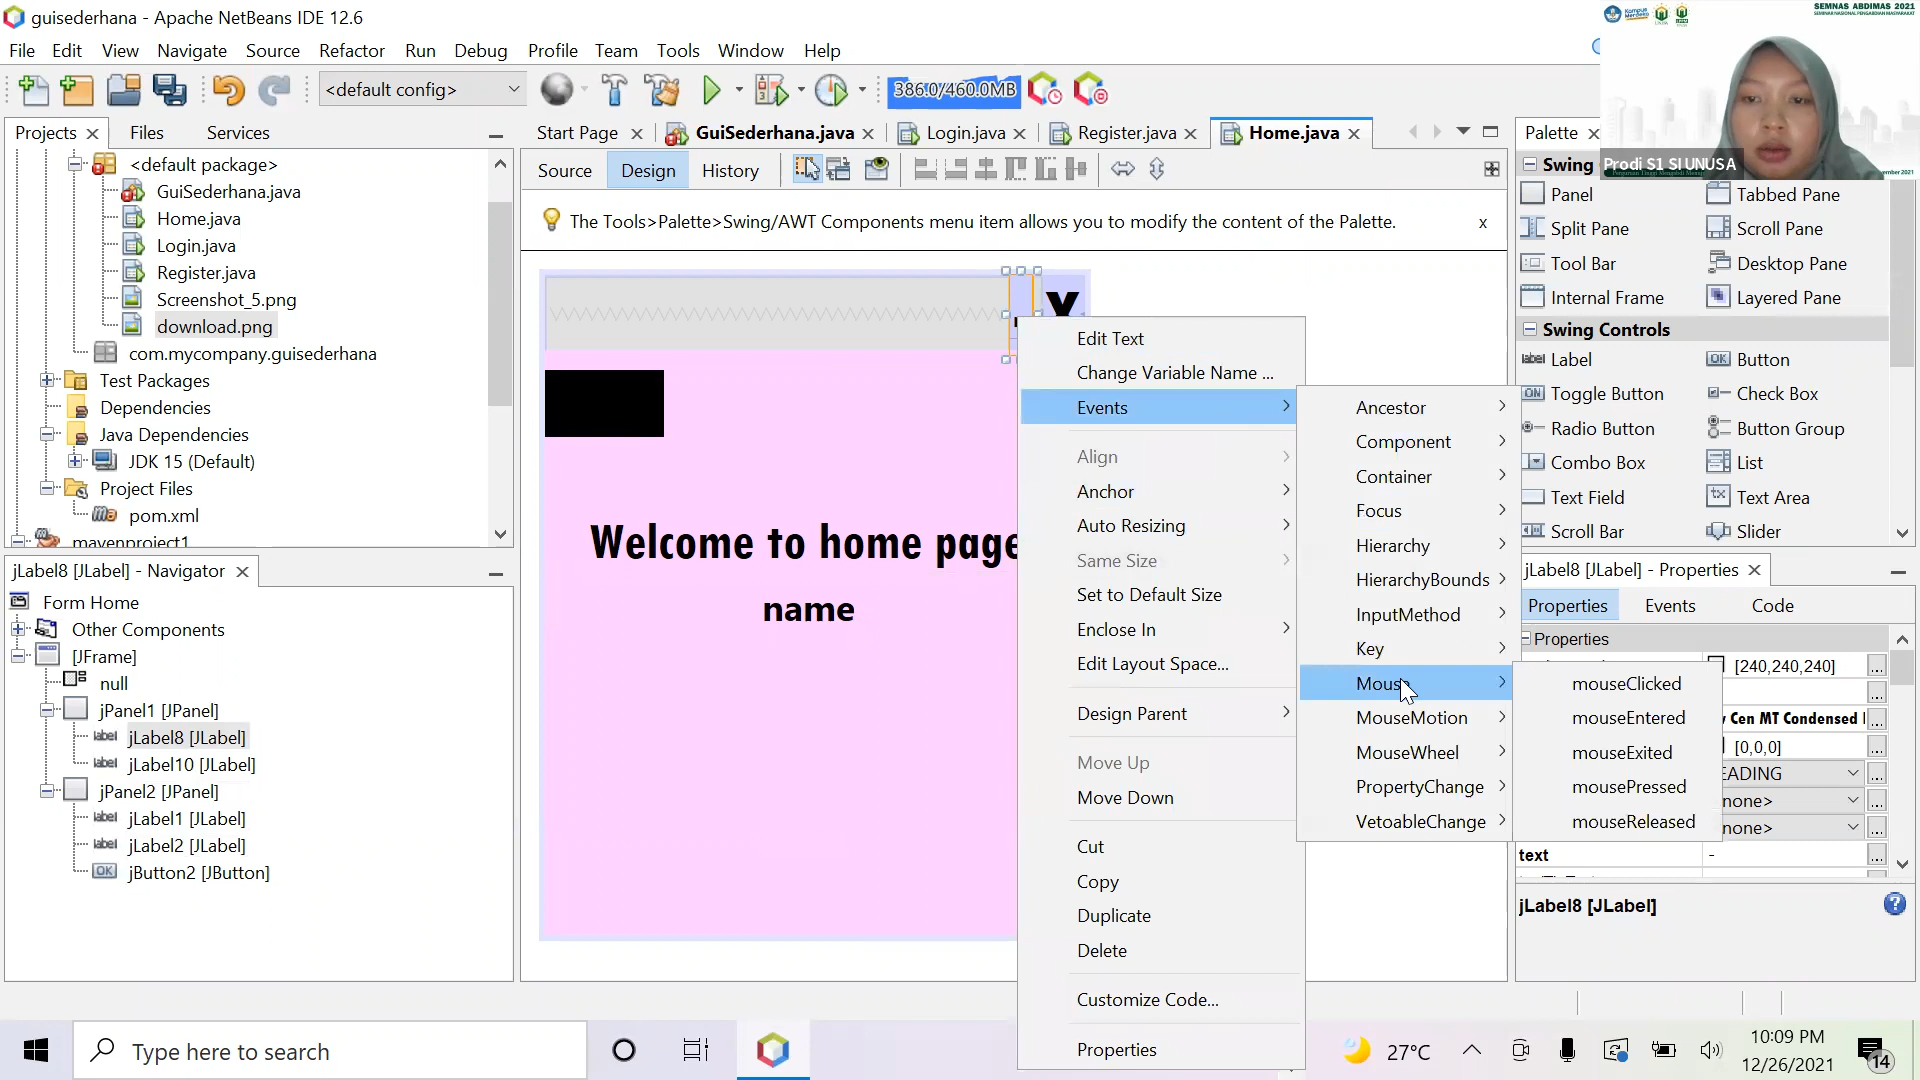 guisederhana - Apache NetBeans IDE 12.6
File Edit View Navigate Source Refactor Run Debug Profile Team Tools Window Help
SEMNAS ABDIMAS 2021
<default config>
386.0/460.0MB
Projects Files Services
<default package>
GuiSederhana.java
Home.java
Login.java
Register.java
Screenshot_5.png
download.png
com.mycompany.guisederhana
Test Packages
Dependencies
Java Dependencies
JDK 15 (Default)
Project Files
pom.xml
mavenproject1
jLabel8 [JLabel] - Navigator
Form Home
Other Components
[JFrame]
null
jPanel1 [JPanel]
jLabel8 [JLabel]
jLabel10 [JLabel]
jPanel2 [JPanel]
jLabel1 [JLabel]
jLabel2 [JLabel]
jButton2 [JButton]
Start Page GuiSederhana.java Login.java Register.java Home.java
Source Design History
The Tools>Palette>Swing/AWT Components menu item allows you to modify the content of the Palette. x
Welcome to home page
name
Edit Text
Change Variable Name ...
Events
Align
Anchor
Auto Resizing
Same Size
Set to Default Size
Enclose In
Edit Layout Space...
Design Parent
Move Up
Move Down
Cut
Copy
Duplicate
Delete
Customize Code...
Properties
Ancestor
Component
Container
Focus
Hierarchy
HierarchyBounds
InputMethod
Key
Mouse
MouseMotion
MouseWheel
PropertyChange
VetoableChange
mouseClicked
mouseEntered
mouseExited
mousePressed
mouseReleased
Palette
Prodi S1 SI UNUSA
Swing
Panel Tabbed Pane
Split Pane Scroll Pane
Tool Bar Desktop Pane
Internal Frame Layered Pane
Swing Controls
label Label OK Button
ON Toggle Button Check Box
Radio Button Button Group
Combo Box List
Text Field Text Area
Scroll Bar Slider
jLabel8 [JLabel] - Properties
Properties Events Code
Properties
[240,240,240] ...
Cen MT Condensed
[0,0,0] ...
EADING
none>
none>
text - ...
jLabel8 [JLabel]
Type here to search
27°C
10:09 PM
12/26/2021
14